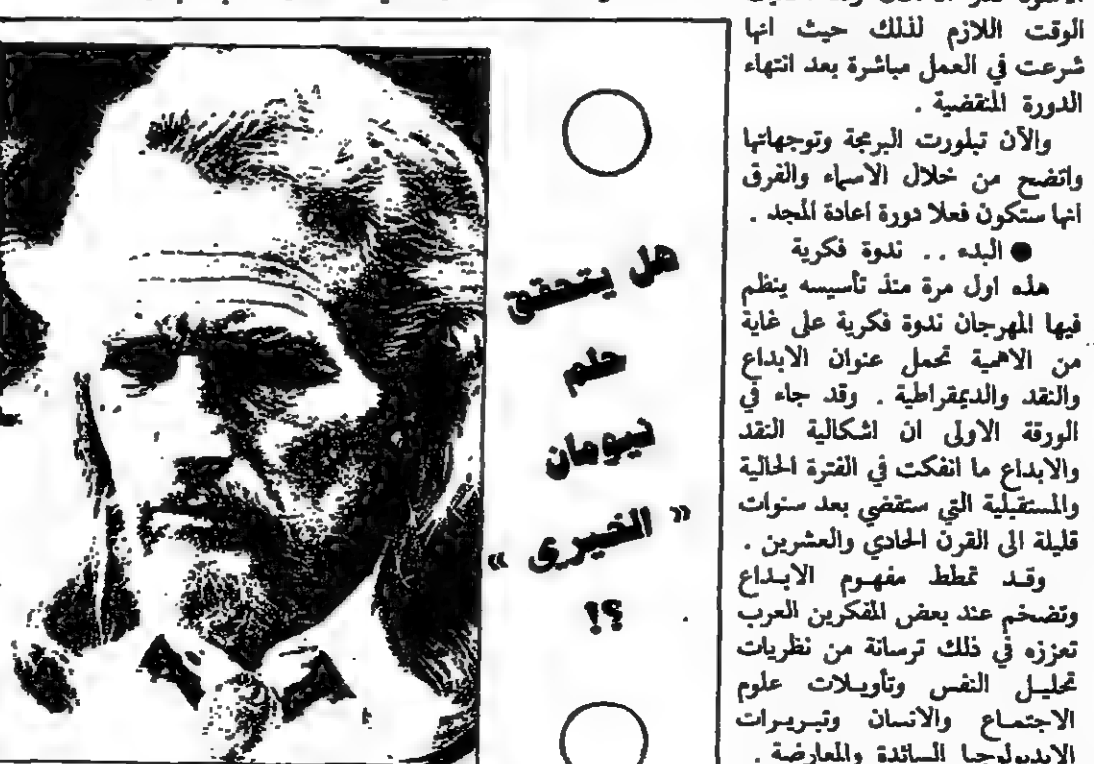 الوقت اللازم لذلك حيث انها
شرعت في العمل مباشرة بعد انتهاء
الدورة المنقضية .
والآن تبلورت البرمجة وتوجهاتها
واتضح من خلال الاسماء والفرق
انها ستكون فعلا دورة اعادة المجد .
● البدء .. ندوة فكرية
هذه اول مرة منذ تأسيسه ينظم
فيها المهرجان ندوة فكرية على غاية
من الاهمية تحمل عنوان الابداع
والنقد والديمقراطية . وقد جاء في
الورقة الاولى ان اشكالية النقد
والابداع ما انفكت في الفترة الحالية
والمستقبلية التي ستقضي بعد سنوات
قليلة الى القرن الحادي والعشرين .
وقد تمطط مفهوم الابداع
وتضخم عند بعض المفكرين العرب
تعززه في ذلك ترسانة من نظريات
تحليل النفس وتأويلات علوم
الاجتماع والانسان وتبريرات
الايديولوجيا السائدة والمعارضة .
هل يتحقق
حلم
نيومان
« الخيرى »
؟!